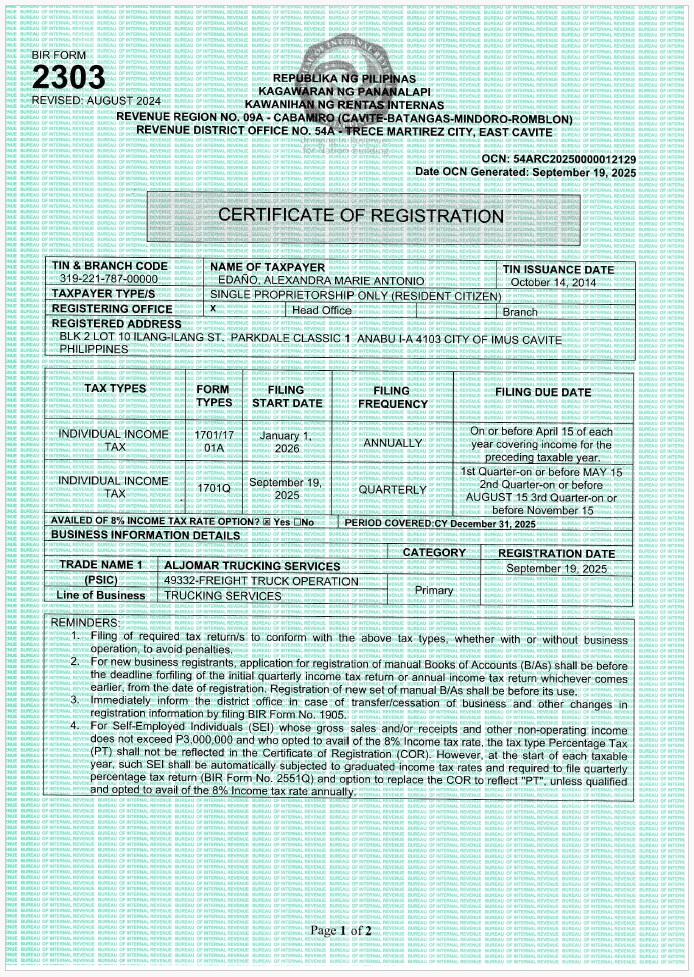 BIR FORM
2303
REVISED: AUGUST 2024
REPUBLIKA NG PILIPINAS
KAGAWARAN NG PANANALAPI
KAWANIHAN NG RENTAS INTERNAS
REVENUE REGION NO. 09A - CABAMIRO (CAVITE-BATANGAS-MINDORO-ROMBLON)
REVENUE DISTRICT OFFICE NO. 54A - TRECE MARTIREZ CITY, EAST CAVITE
OCN: 54ARC20250000012129
Date OCN Generated: September 19, 2025
CERTIFICATE OF REGISTRATION
TIN & BRANCH CODE NAME OF TAXPAYER TIN ISSUANCE DATE
319-221-787-00000 EDAÑO, ALEXANDRA MARIE ANTONIO October 14, 2014
TAXPAYER TYPE/S SINGLE PROPRIETORSHIP ONLY (RESIDENT CITIZEN)
REGISTERING OFFICE X Head Office Branch
REGISTERED ADDRESS
BLK 2 LOT 10 ILANG-ILANG ST. PARKDALE CLASSIC 1 ANABU I-A 4103 CITY OF IMUS CAVITE
PHILIPPINES
TAX TYPES FORM TYPES FILING START DATE FILING FREQUENCY FILING DUE DATE
INDIVIDUAL INCOME TAX 1701/1701A January 1, 2026 ANNUALLY On or before April 15 of each year covering income for the preceding taxable year.
INDIVIDUAL INCOME TAX 1701Q September 19, 2025 QUARTERLY 1st Quarter-on or before MAY 15 2nd Quarter-on or before AUGUST 15 3rd Quarter-on or before November 15
AVAILED OF 8% INCOME TAX RATE OPTION? ☒ Yes ☐No PERIOD COVERED:CY December 31, 2025
BUSINESS INFORMATION DETAILS
CATEGORY REGISTRATION DATE
TRADE NAME 1 ALJOMAR TRUCKING SERVICES September 19, 2025
(PSIC) 49332-FREIGHT TRUCK OPERATION Primary
Line of Business TRUCKING SERVICES
REMINDERS:
1. Filing of required tax return/s to conform with the above tax types, whether with or without business
operation, to avoid penalties.
2. For new business registrants, application for registration of manual Books of Accounts (B/As) shall be before
the deadline forfiling of the initial quarterly income tax return or annual income tax return whichever comes
earlier, from the date of registration. Registration of new set of manual B/As shall be before its use.
3. Immediately inform the district office in case of transfer/cessation of business and other changes in
registration information by filing BIR Form No. 1905.
4. For Self-Employed Individuals (SEI) whose gross sales and/or receipts and other non-operating income
does not exceed P3,000,000 and who opted to avail of the 8% Income tax rate, the tax type Percentage Tax
(PT) shall not be reflected in the Certificate of Registration (COR). However, at the start of each taxable
year, such SEI shall be automatically subjected to graduated income tax rates and required to file quarterly
percentage tax return (BIR Form No. 2551Q) and option to replace the COR to reflect "PT", unless qualified
and opted to avail of the 8% Income tax rate annually.
Page 1 of 2